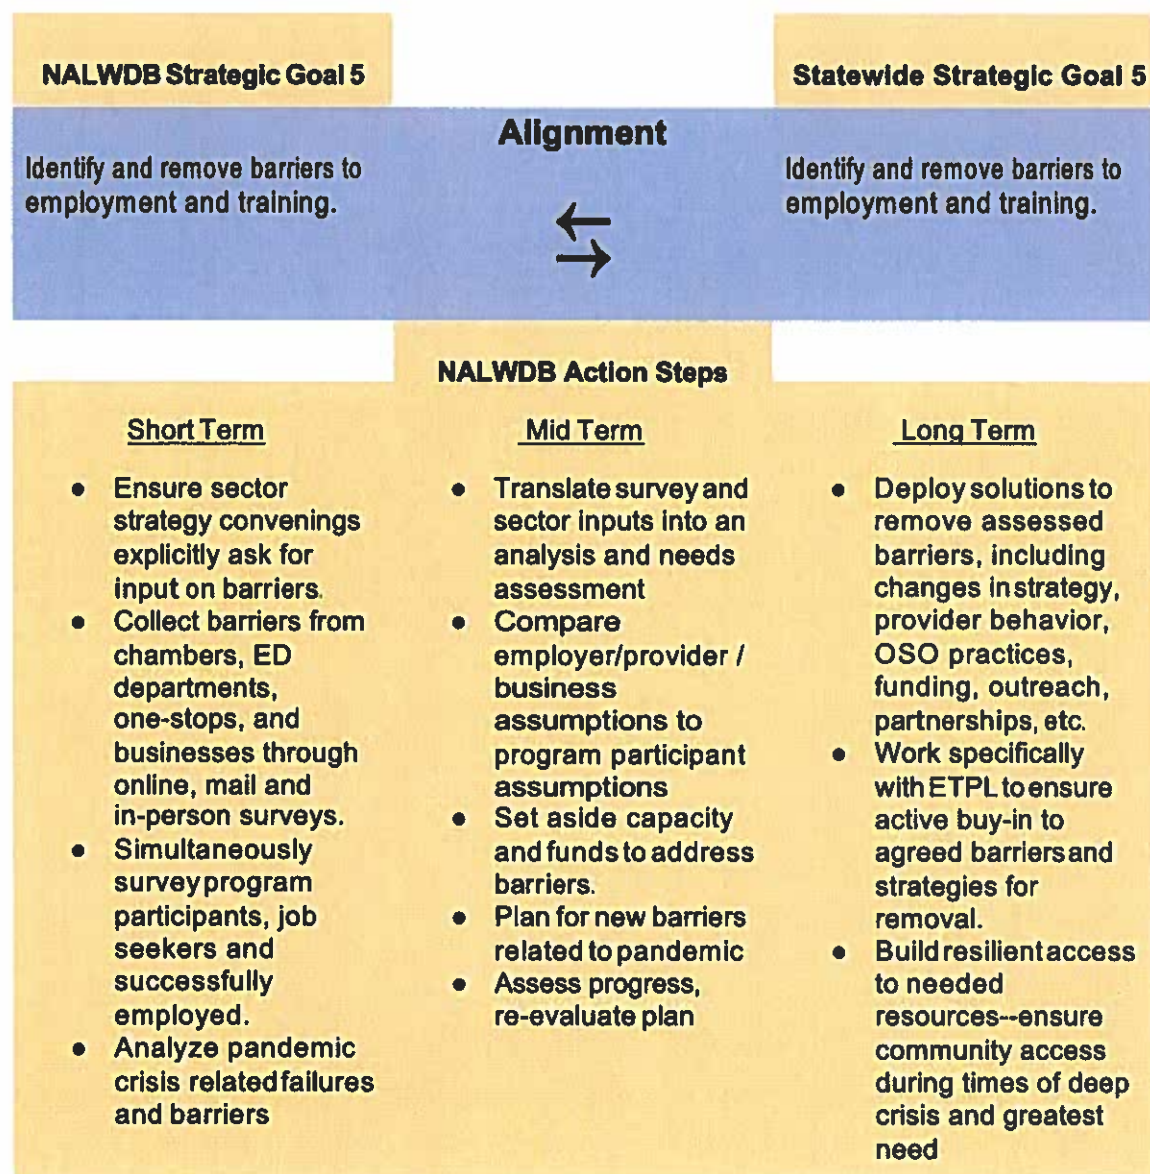 NALWDB Strategic Goal 5
Statewide Strategic Goal 5
Alignment
Identify and remove barriers to
employment and training.
Identify and remove barriers to
employment and training.
NALWDB Action Steps
Short Term
● Ensure sector
strategy convenings
explicitly ask for
input on barriers.
● Collect barriers from
chambers, ED
departments,
one-stops, and
businesses through
online, mail and
in-person surveys.
● Simultaneously
survey program
participants, job
seekers and
successfully
employed.
● Analyze pandemic
crisis related failures
and barriers
Mid Term
● Translate survey and
sector inputs into an
analysis and needs
assessment
● Compare
employer/provider /
business
assumptions to
program participant
assumptions
● Set aside capacity
and funds to address
barriers.
● Plan for new barriers
related to pandemic
● Assess progress,
re-evaluate plan
Long Term
● Deploy solutions to
remove assessed
barriers, including
changes in strategy,
provider behavior,
OSO practices,
funding, outreach,
partnerships, etc.
● Work specifically
with ETPL to ensure
active buy-in to
agreed barriers and
strategies for
removal.
● Build resilient access
to needed
resources--ensure
community access
during times of deep
crisis and greatest
need